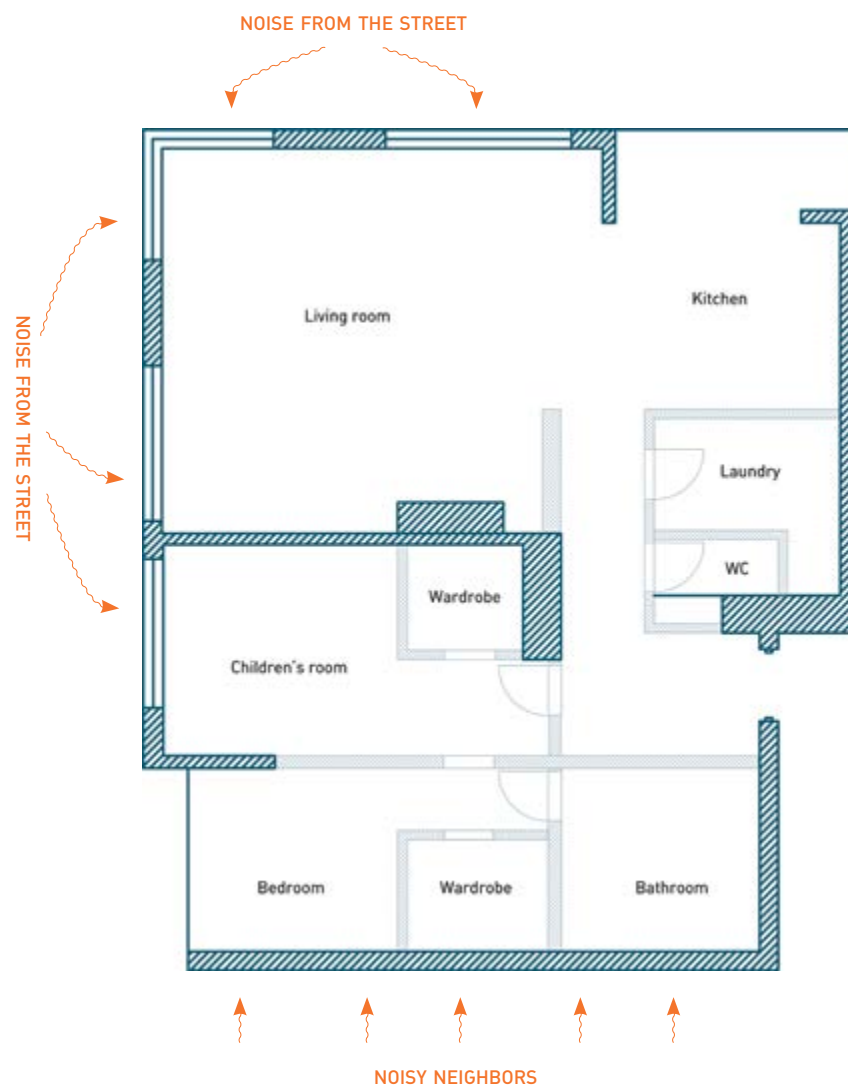 NOISE FROM THE STREET
NOISE FROM THE STREET
Living room
Kitchen
Laundry
WC
Wardrobe
Children´s room
Bedroom
Wardrobe
Bathroom
NOISY NEIGHBORS